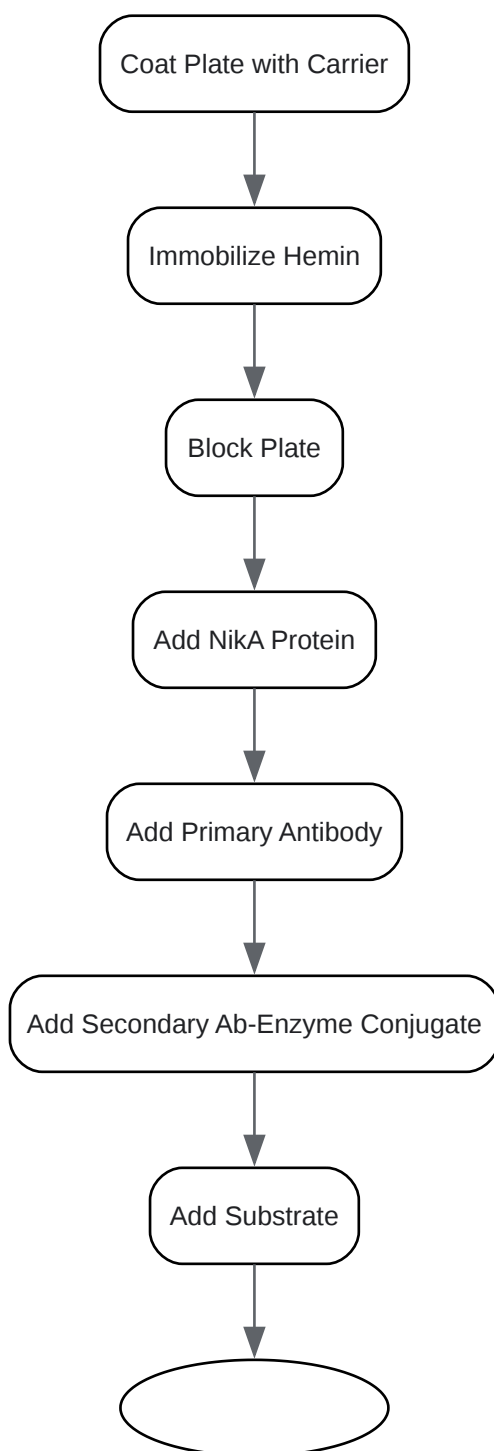 Coat Plate with Carrier
Immobilize Hemin
Block Plate
Add NikA Protein
Add Primary Antibody
Add Secondary Ab-Enzyme Conjugate
Add Substrate